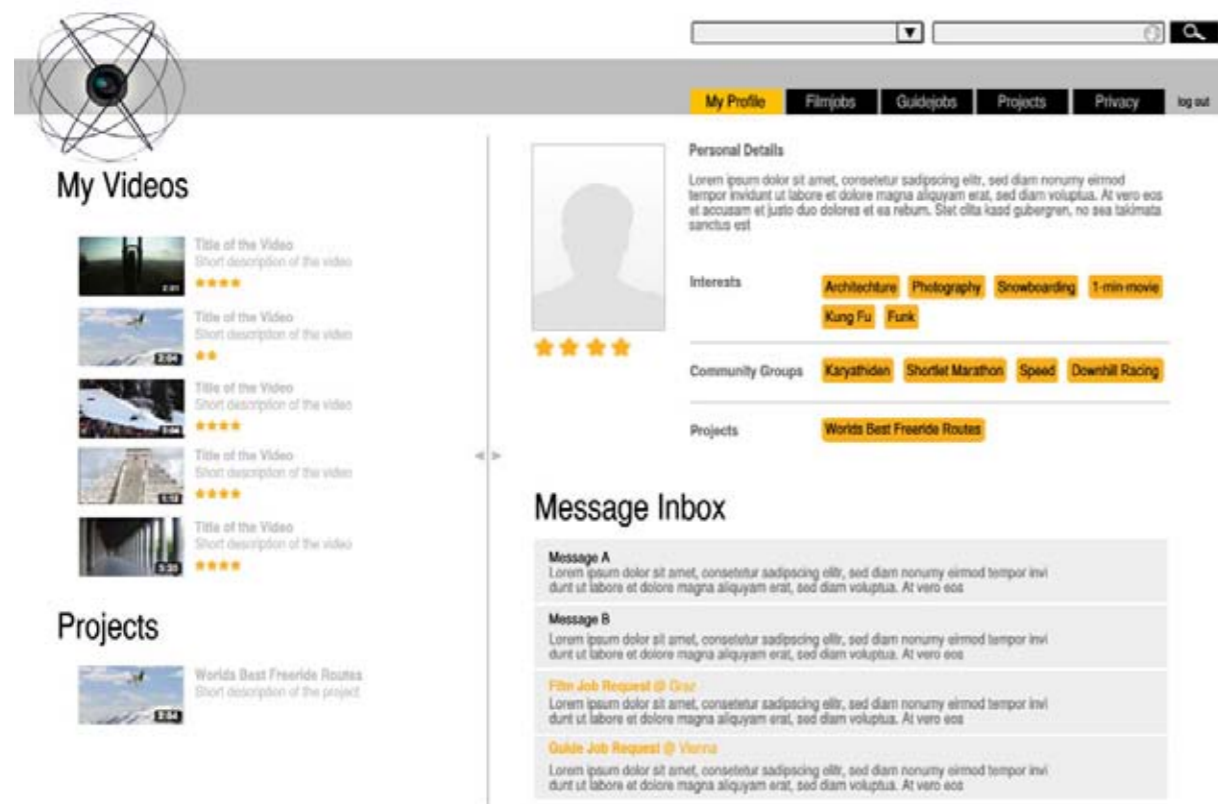 My Profile
Filmjobs
Guidejobs
Projects
Privacy
log out
My Videos
Title of the Video
Short description of the video
2:01
Title of the Video
Short description of the video
2:04
Title of the Video
Short description of the video
Title of the Video
Short description of the video
Title of the Video
Short description of the video
Projects
Worlds Best Freeride Routes
Short description of the project
2:04
Personal Details
Lorem ipsum dolor sit amet, consetetur sadipscing elitr, sed diam nonumy eirmod
tempor invidunt ut labore et dolore magna aliquyam erat, sed diam voluptua. At vero eos
et accusam et justo duo dolores et ea rebum. Stet clita kasd gubergren, no sea takimata
sanctus est
Interests
Architechture Photography Snowboarding 1-min-movie
Kung Fu Funk
Community Groups
Karyathiden Shortlet Marathon Speed Downhill Racing
Projects
Worlds Best Freeride Routes
Message Inbox
Message A
Lorem ipsum dolor sit amet, consetetur sadipscing elitr, sed diam nonumy eirmod tempor invi
dunt ut labore et dolore magna aliquyam erat, sed diam voluptua. At vero eos
Message B
Lorem ipsum dolor sit amet, consetetur sadipscing elitr, sed diam nonumy eirmod tempor invi
dunt ut labore et dolore magna aliquyam erat, sed diam voluptua. At vero eos
Film Job Request @ Graz
Lorem ipsum dolor sit amet, consetetur sadipscing elitr, sed diam nonumy eirmod tempor invi
dunt ut labore et dolore magna aliquyam erat, sed diam voluptua. At vero eos
Guide Job Request @ Vienna
Lorem ipsum dolor sit amet, consetetur sadipscing elitr, sed diam nonumy eirmod tempor invi
dunt ut labore et dolore magna aliquyam erat, sed diam voluptua. At vero eos